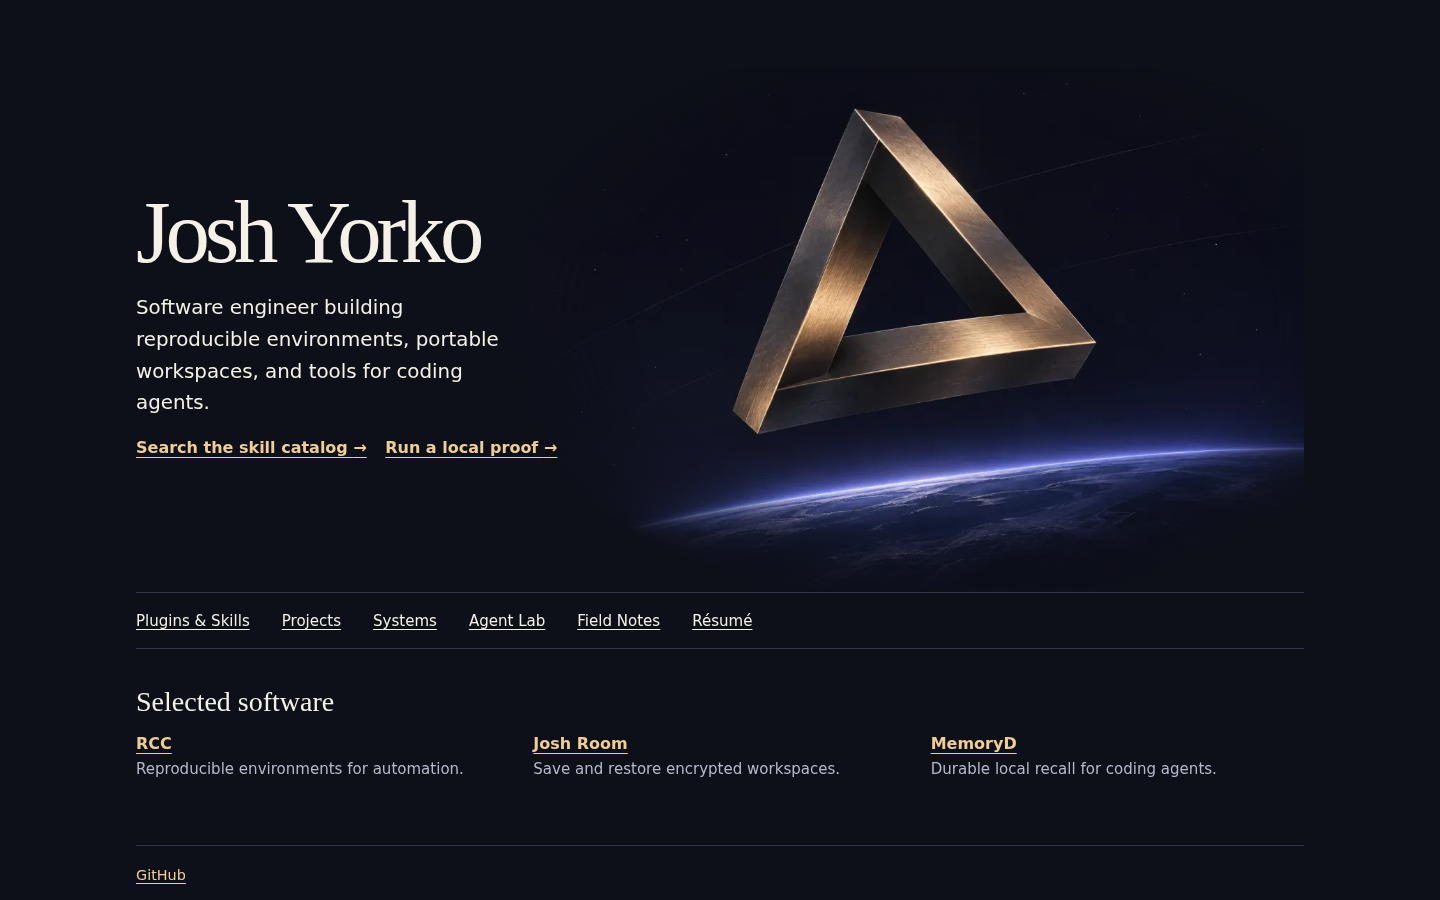 Josh Yorko
Software engineer building
reproducible environments, portable
workspaces, and tools for coding
agents.
Search the skill catalog → Run a local proof →
Plugins & Skills Projects Systems Agent Lab Field Notes Résumé
Selected software
RCC Josh Room MemoryD
Reproducible environments for automation. Save and restore encrypted workspaces. Durable local recall for coding agents.
GitHub